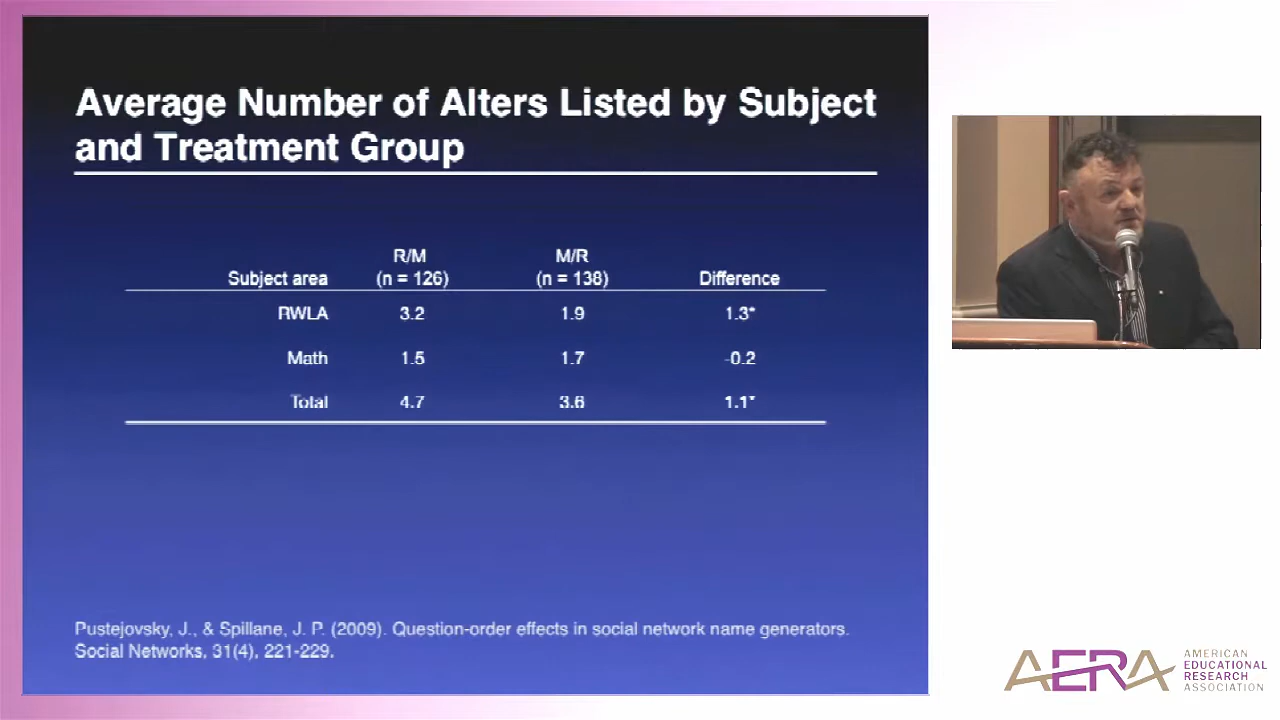 Average Number of Alters Listed by Subject
and Treatment Group
R/M M/R
Subject area (n = 126) (n = 138) Difference
RWLA 3.2 1.9 1.3*
Math 1.5 1.7 -0.2
Total 4.7 3.6 1.1*
Pustejovsky, J., & Spillane, J. P. (2009). Question-order effects in social network name generators.
Social Networks, 31(4), 221-229.
AERA
AMERICAN
EDUCATIONAL
RESEARCH
ASSOCIATION